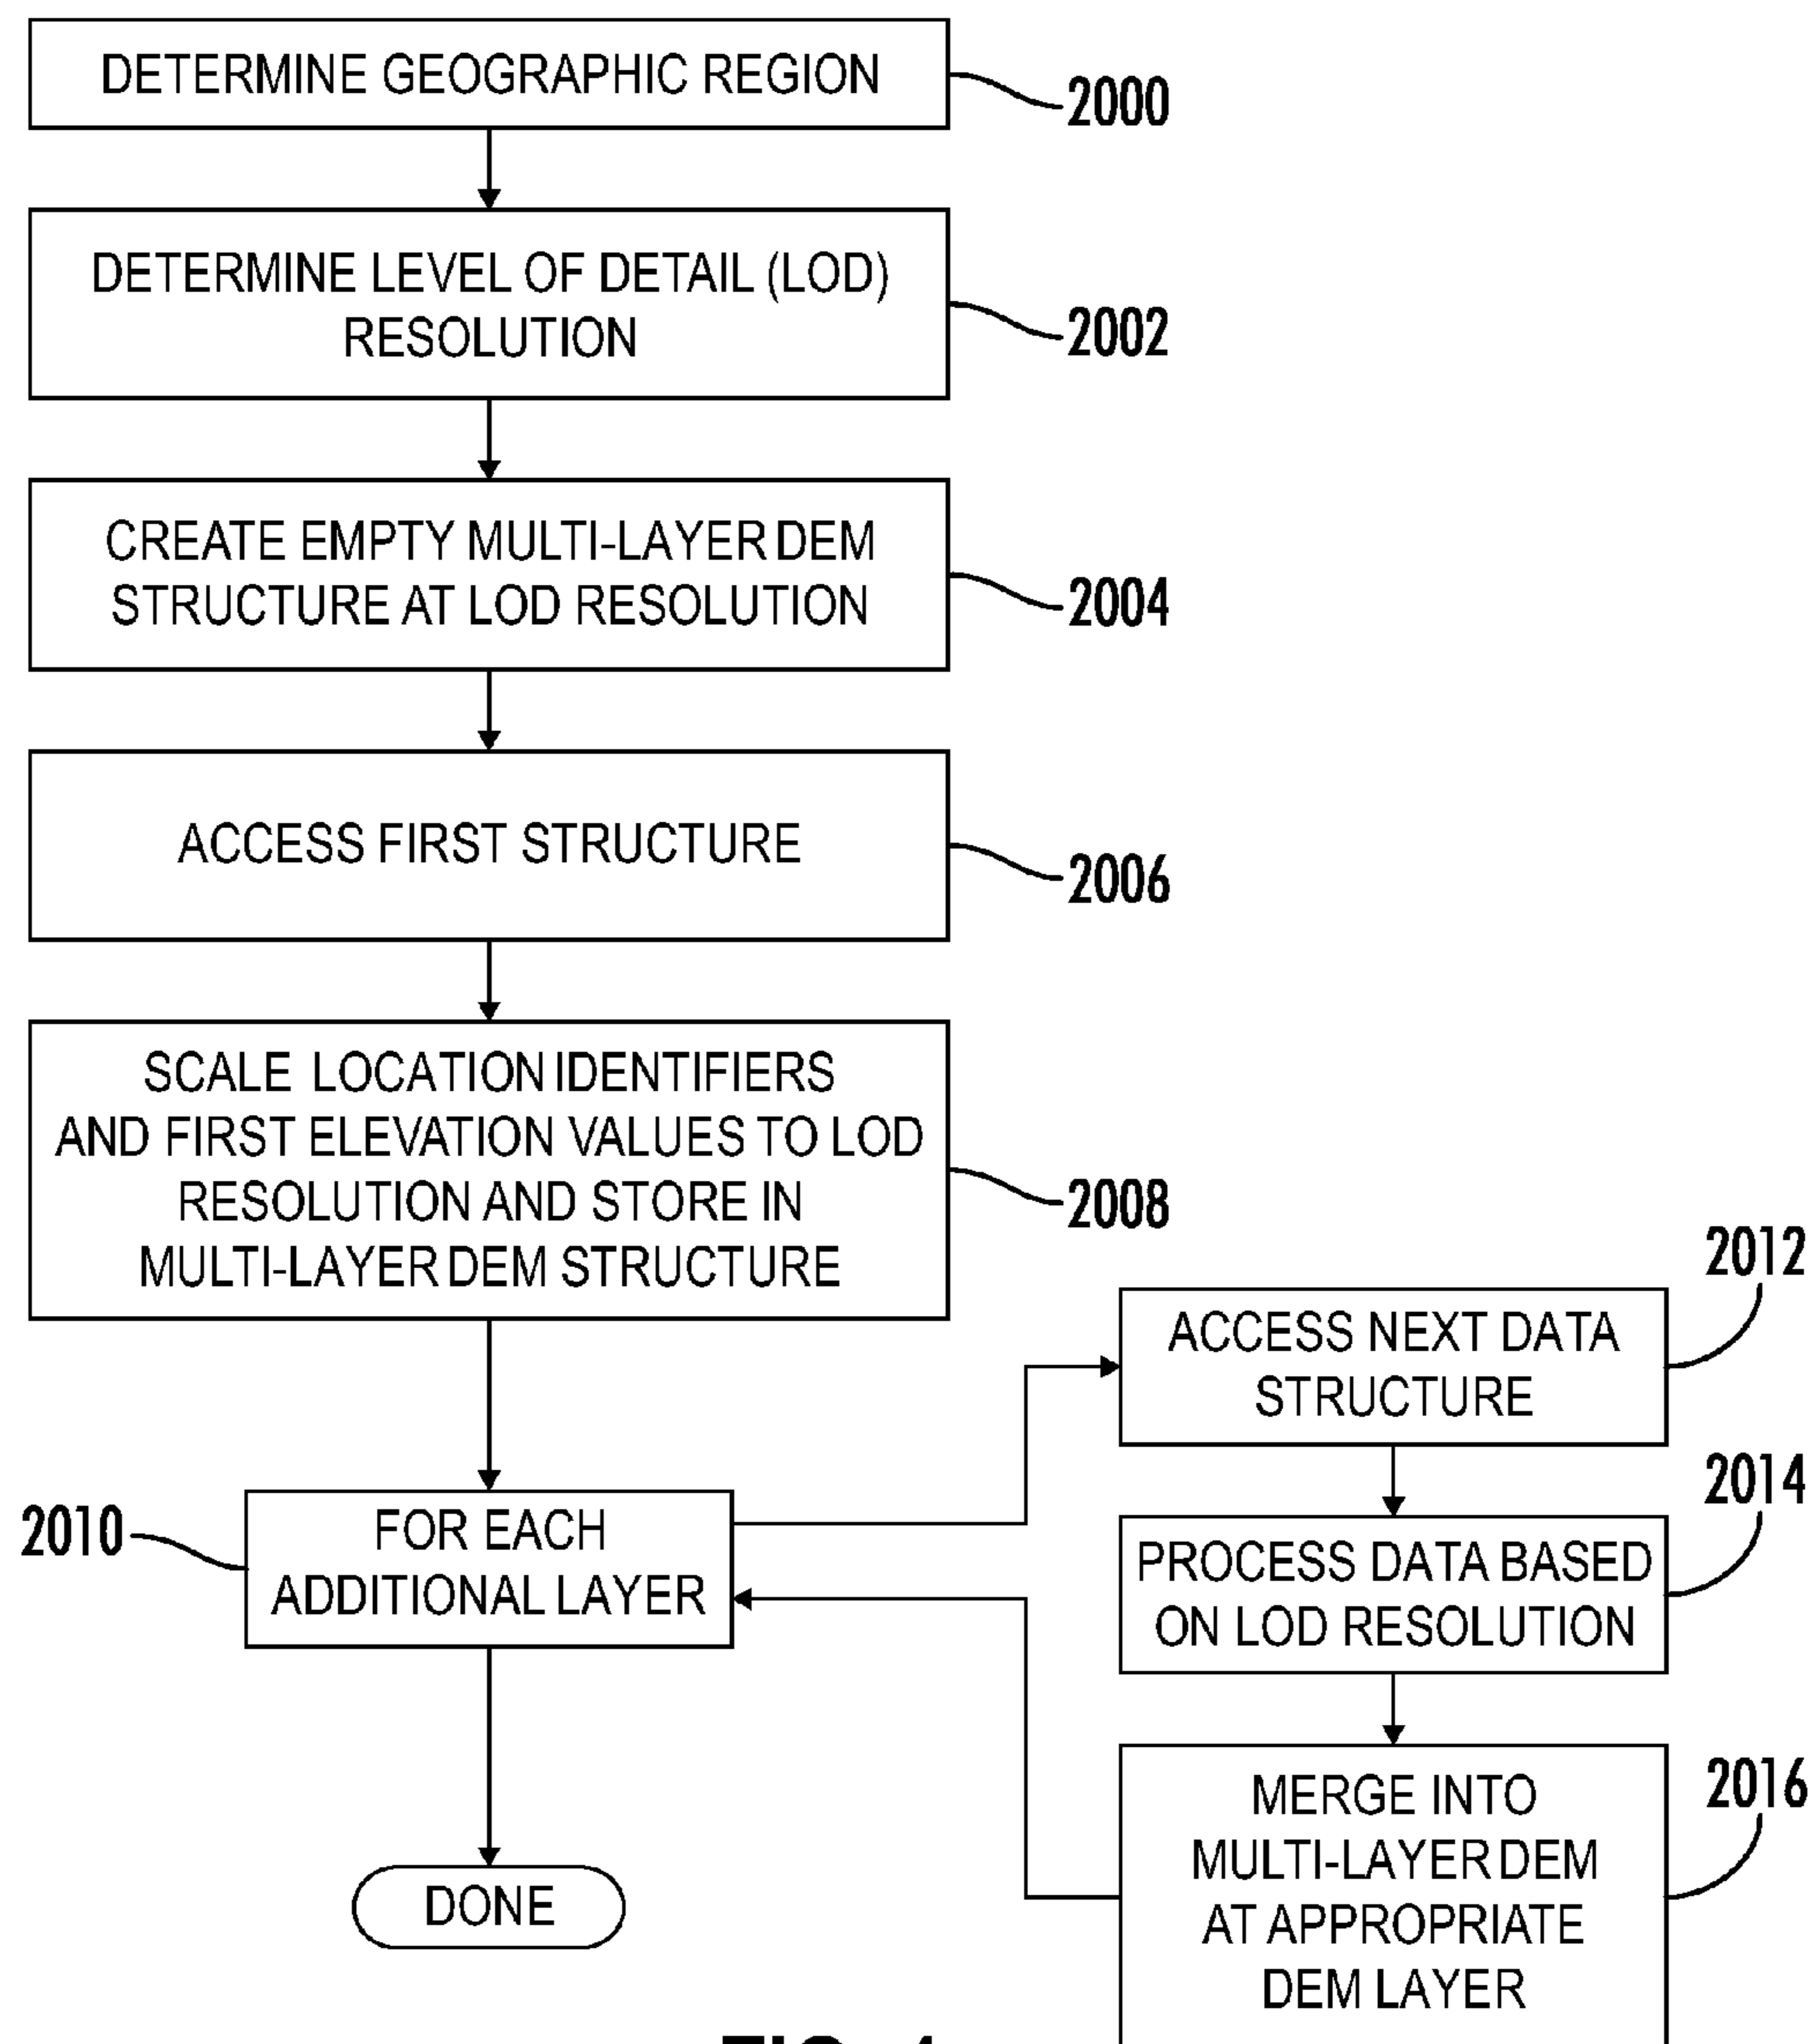 DETERMINE GEOGRAPHIC REGION
2000
DETERMINE LEVEL OF DETAIL (LOD)
RESOLUTION
2002
CREATE EMPTY MULTI-LAYER DEM
STRUCTURE AT LOD RESOLUTION
2004
ACCESS FIRST STRUCTURE
2006
SCALE LOCATION IDENTIFIERS
AND FIRST ELEVATION VALUES TO LOD
RESOLUTION AND STORE IN
MULTI-LAYER DEM STRUCTURE
2008
2010
FOR EACH
ADDITIONAL LAYER
2012
ACCESS NEXT DATA
STRUCTURE
2014
PROCESS DATA BASED
ON LOD RESOLUTION
2016
MERGE INTO
MULTI-LAYER DEM
AT APPROPRIATE
DEM LAYER
DONE